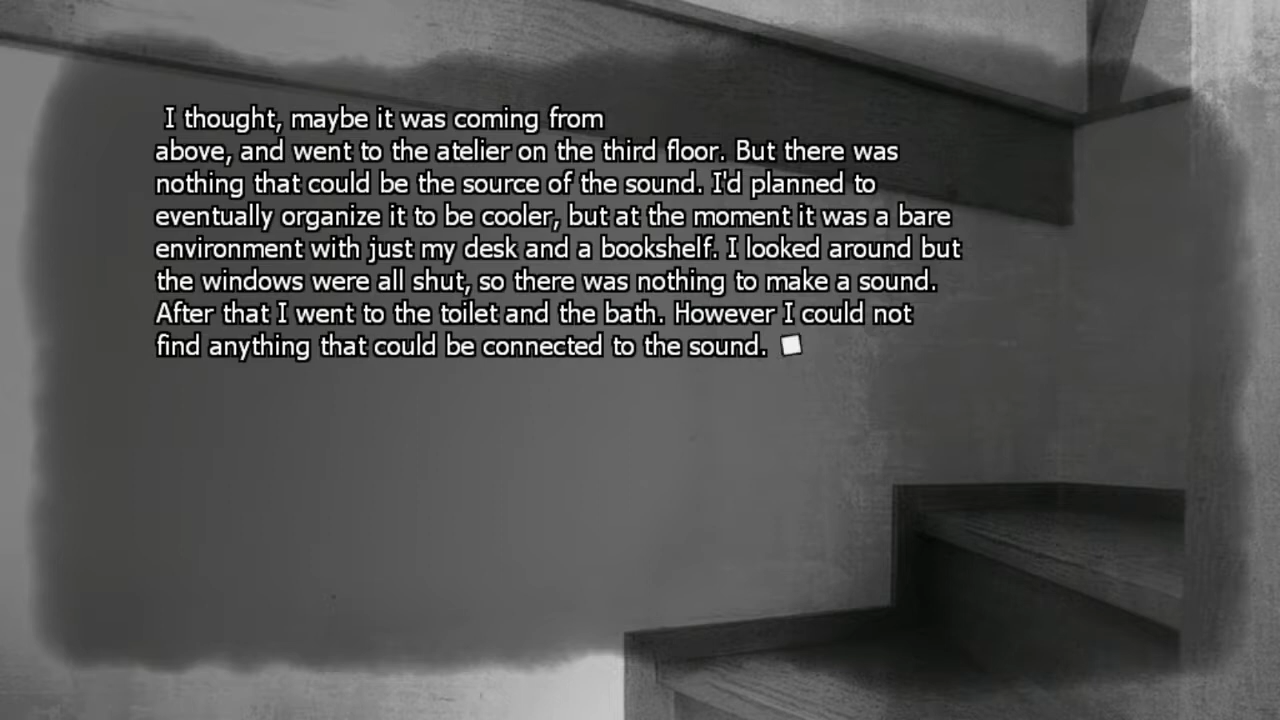 I thought, maybe it was coming from
above, and went to the atelier on the third floor. But there was
nothing that could be the source of the sound. I'd planned to
eventually organize it to be cooler, but at the moment it was a bare
environment with just my desk and a bookshelf. I looked around but
the windows were all shut, so there was nothing to make a sound.
After that I went to the toilet and the bath. However I could not
find anything that could be connected to the sound.